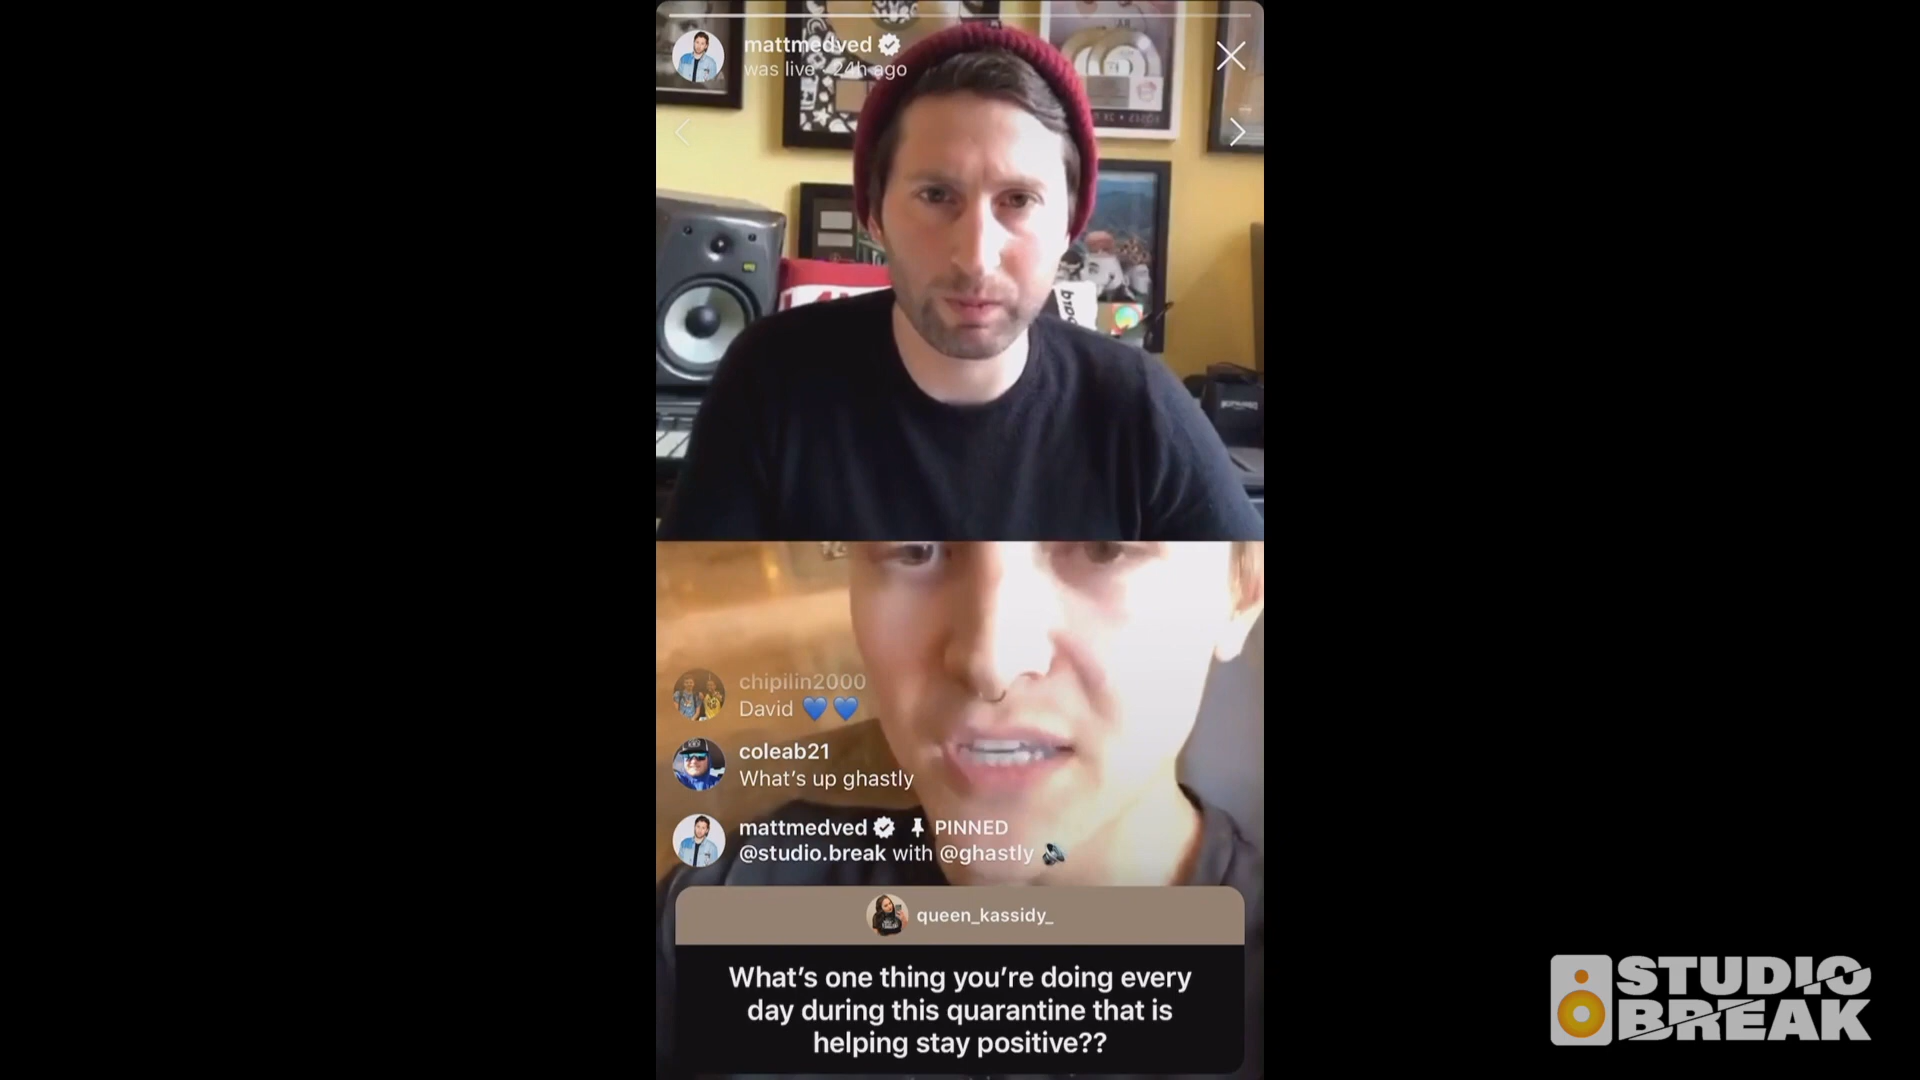 mattmedved
was live · 24h ago
chipilin2000
David 💙💙
coleab21
What's up ghastly
mattmedved PINNED
@studio.break with @ghastly 🔊
queen_kassidy_
What's one thing you're doing every
day during this quarantine that is
helping stay positive??
STUDIO
BREAK